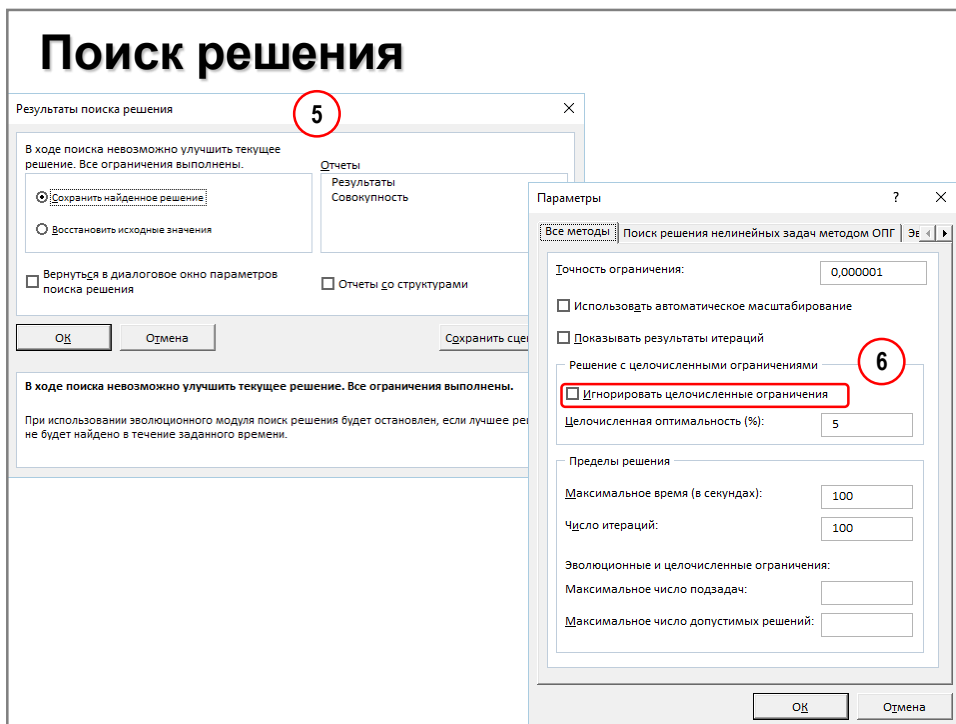 Поиск решения
Результаты поиска решения
5
В ходе поиска невозможно улучшить текущее
решение. Все ограничения выполнены.
Сохранить найденное решение
Восстановить исходные значения
Отчеты
Результаты
Совокупность
Вернуться в диалоговое окно параметров
поиска решения
Отчеты со структурами
ОК
Отмена
Сохранить сце
В ходе поиска невозможно улучшить текущее решение. Все ограничения выполнены.
При использовании эволюционного модуля поиск решения будет остановлен, если лучшее ре
не будет найдено в течение заданного времени.
Параметры
?
Все методы
Поиск решения нелинейных задач методом ОПГ
Эв
Точность ограничения:
0,000001
Использовать автоматическое масштабирование
Показывать результаты итераций
6
Решение с целочисленными ограничениями
Игнорировать целочисленные ограничения
Целочисленная оптимальность (%):
5
Пределы решения
Максимальное время (в секундах):
100
Число итераций:
100
Эволюционные и целочисленные ограничения:
Максимальное число подзадач:
Максимальное число допустимых решений:
ОК
Отмена